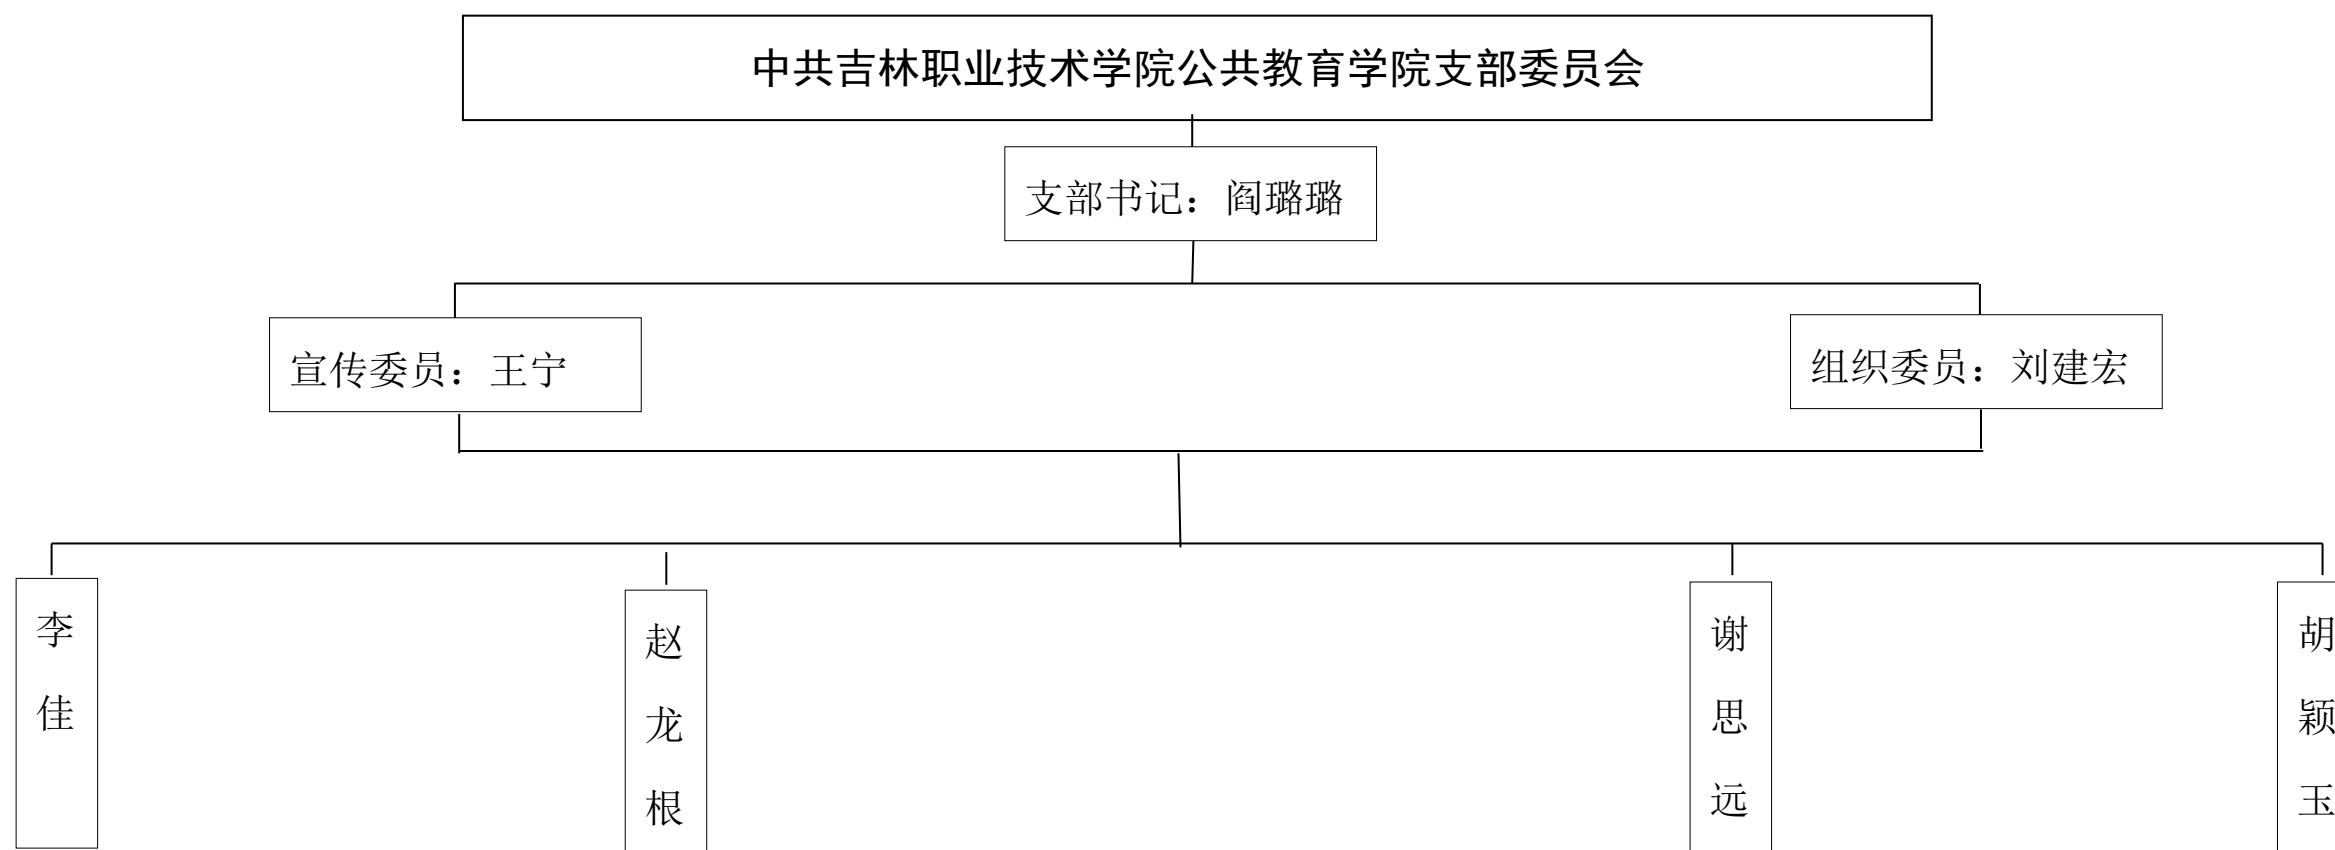 中共吉林职业技术学院公共教育学院支部委员会
支部书记：阎璐璐
宣传委员：王宁
组织委员：刘建宏
李佳
赵龙根
谢思远
胡颖玉